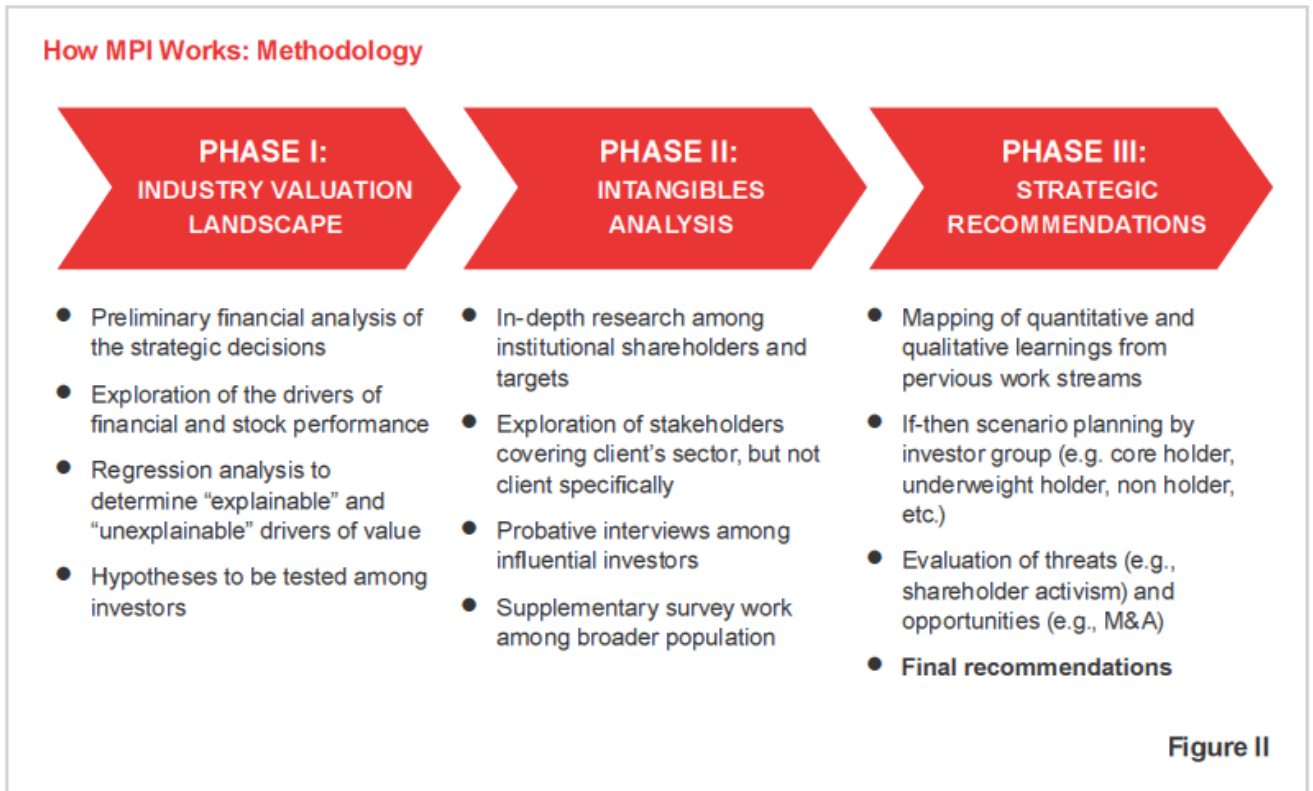 How MPI Works: Methodology
PHASE I:
INDUSTRY VALUATION
LANDSCAPE
PHASE II:
INTANGIBLES
ANALYSIS
PHASE III:
STRATEGIC
RECOMMENDATIONS
• Preliminary financial analysis of
the strategic decisions
• Exploration of the drivers of
financial and stock performance
• Regression analysis to
determine “explainable” and
“unexplainable” drivers of value
• Hypotheses to be tested among
investors
• In-depth research among
institutional shareholders and
targets
• Exploration of stakeholders
covering client’s sector, but not
client specifically
• Probative interviews among
influential investors
• Supplementary survey work
among broader population
• Mapping of quantitative and
qualitative learnings from
pervious work streams
• If-then scenario planning by
investor group (e.g. core holder,
underweight holder, non holder,
etc.)
• Evaluation of threats (e.g.,
shareholder activism) and
opportunities (e.g., M&A)
• Final recommendations
Figure II